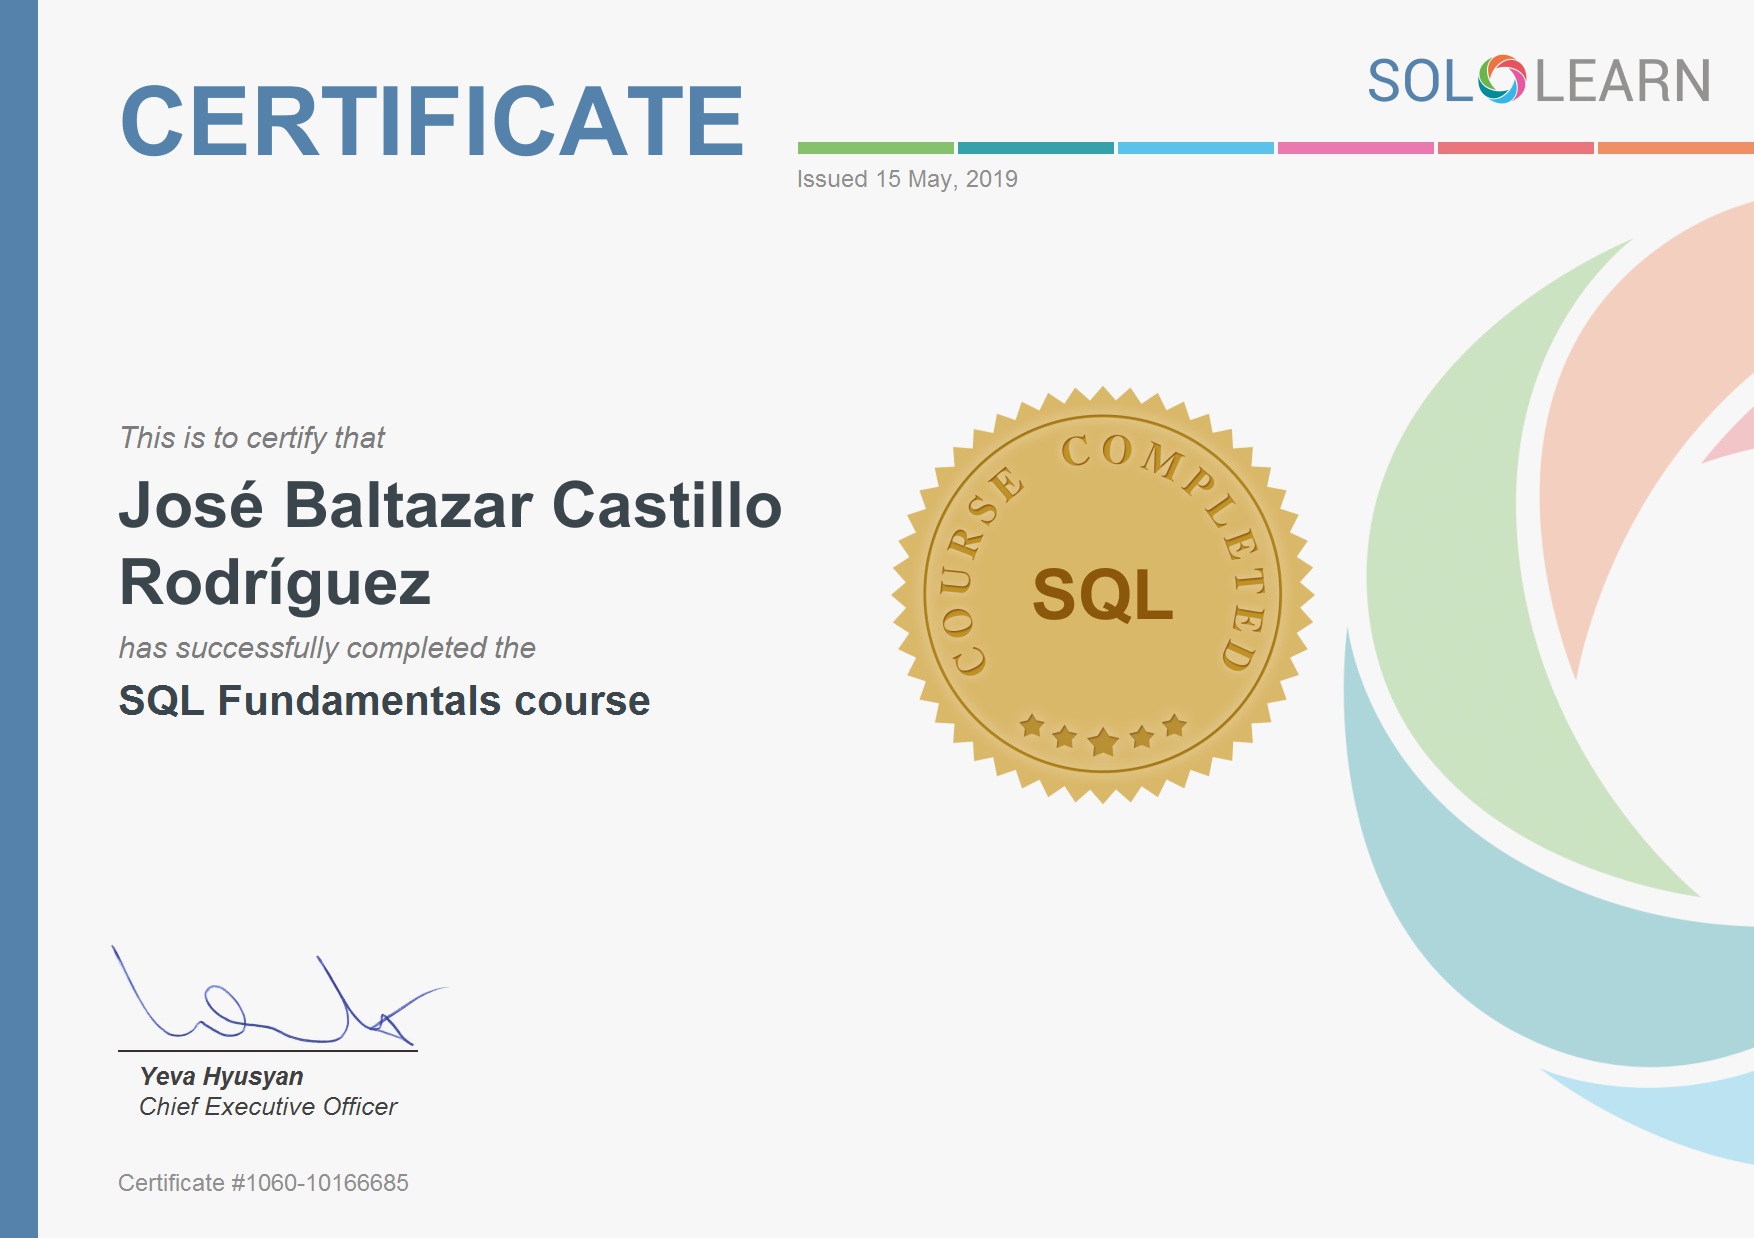 CERTIFICATE
SOLOLEARN
Issued 15 May, 2019
This is to certify that
José Baltazar Castillo
Rodríguez
has successfully completed the
SQL Fundamentals course
COURSE COMPLETED
SQL
Yeva Hyusyan
Chief Executive Officer
Certificate #1060-10166685